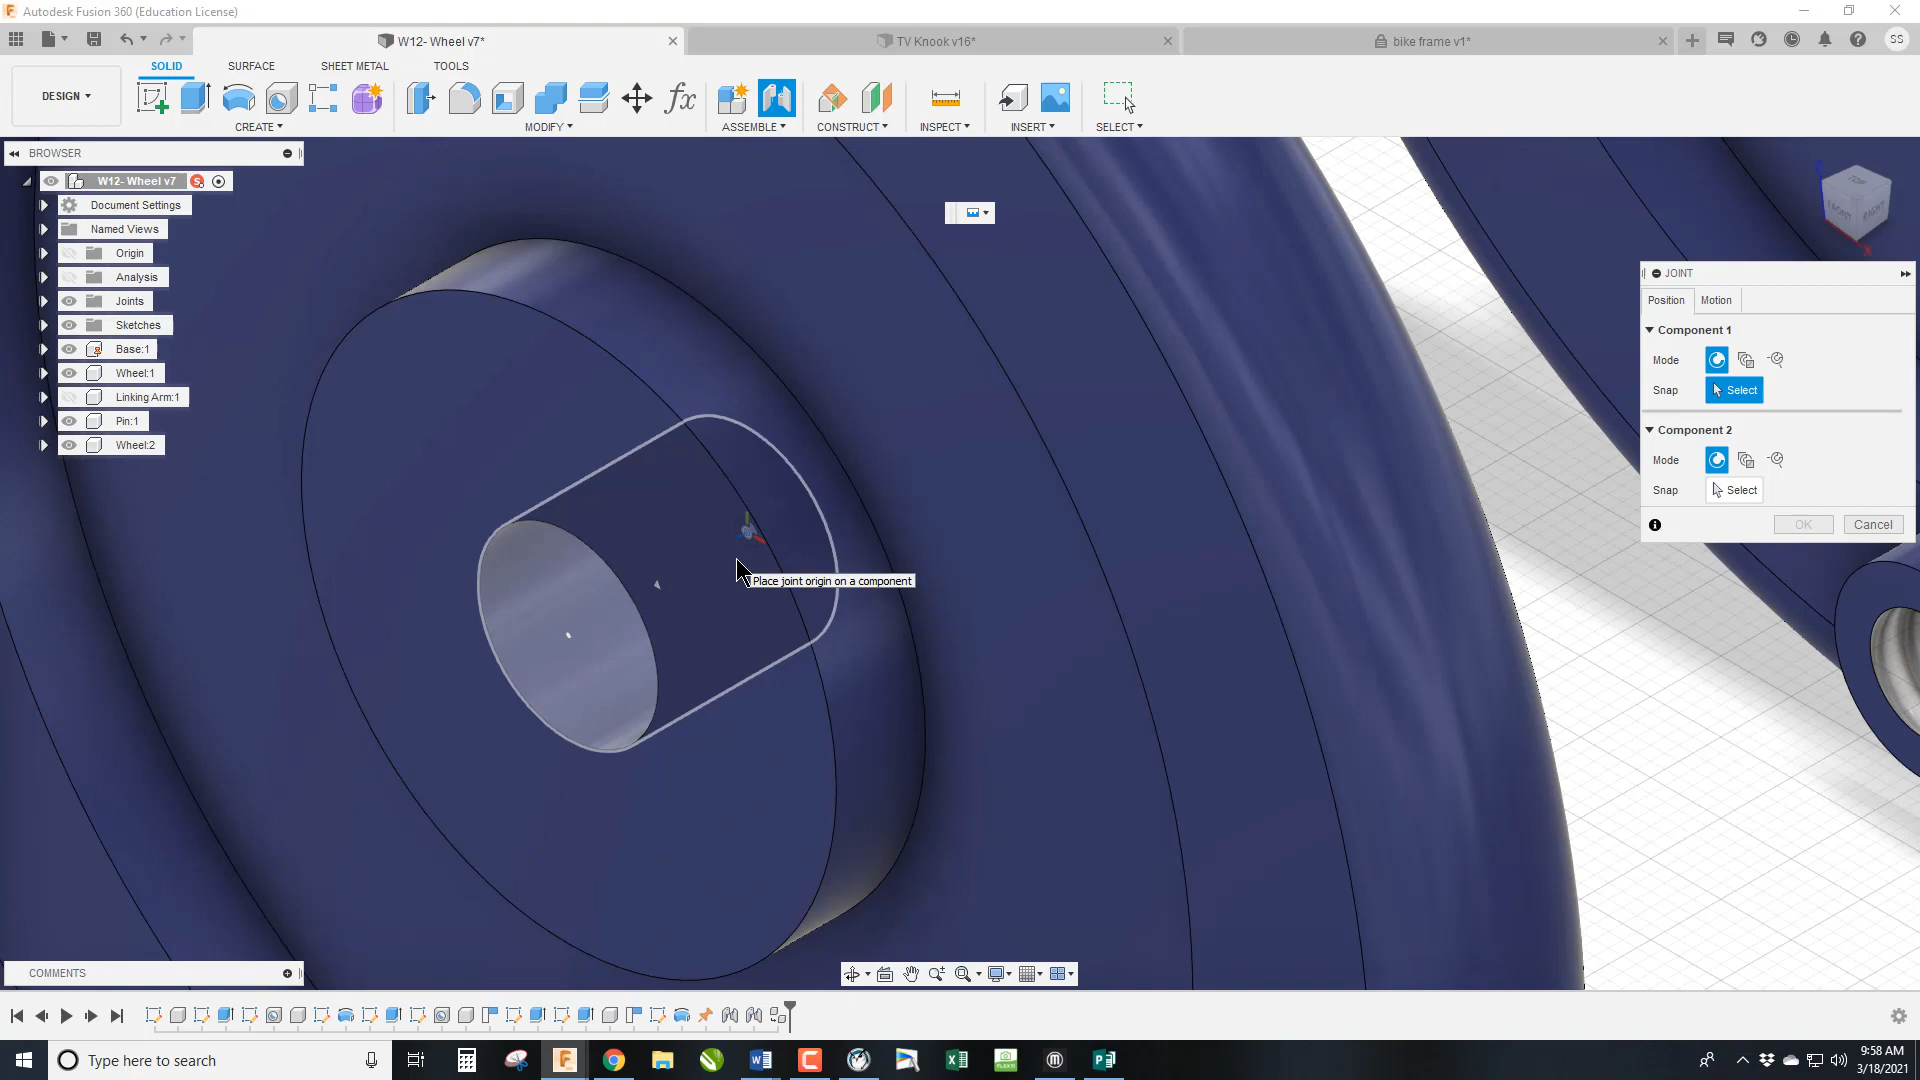 Autodesk Fusion 360 (Education License)
W12- Wheel v7*
TV Knook v16*
bike frame v1*
SS
DESIGN
SOLID
SURFACE
SHEET METAL
TOOLS
CREATE
MODIFY
ASSEMBLE
CONSTRUCT
INSPECT
INSERT
SELECT
BROWSER
W12- Wheel v7
Document Settings
Named Views
Origin
Analysis
Joints
Sketches
Base:1
Wheel:1
Linking Arm:1
Pin:1
Wheel:2
Place joint origin on a component
TOP
FRONT
RIGHT
Z
X
JOINT
Position
Motion
Component 1
Mode
Snap
Select
Component 2
Mode
Snap
Select
OK
Cancel
COMMENTS
Type here to search
9:58 AM
3/18/2021